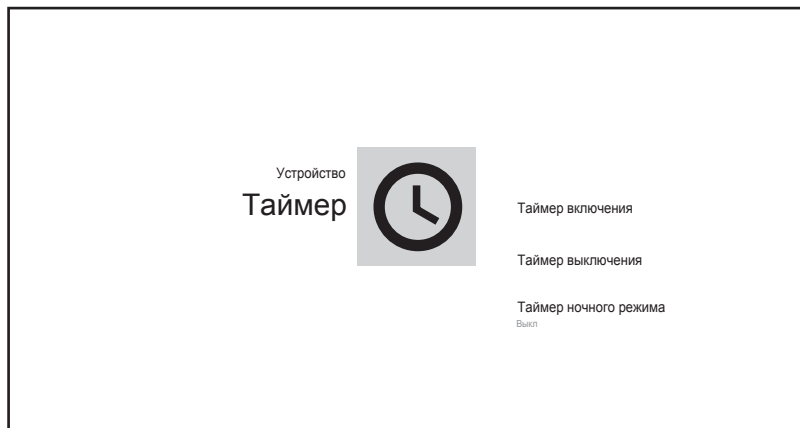 Устройство
Таймер
Таймер включения
Таймер выключения
Таймер ночного режима
Выкл